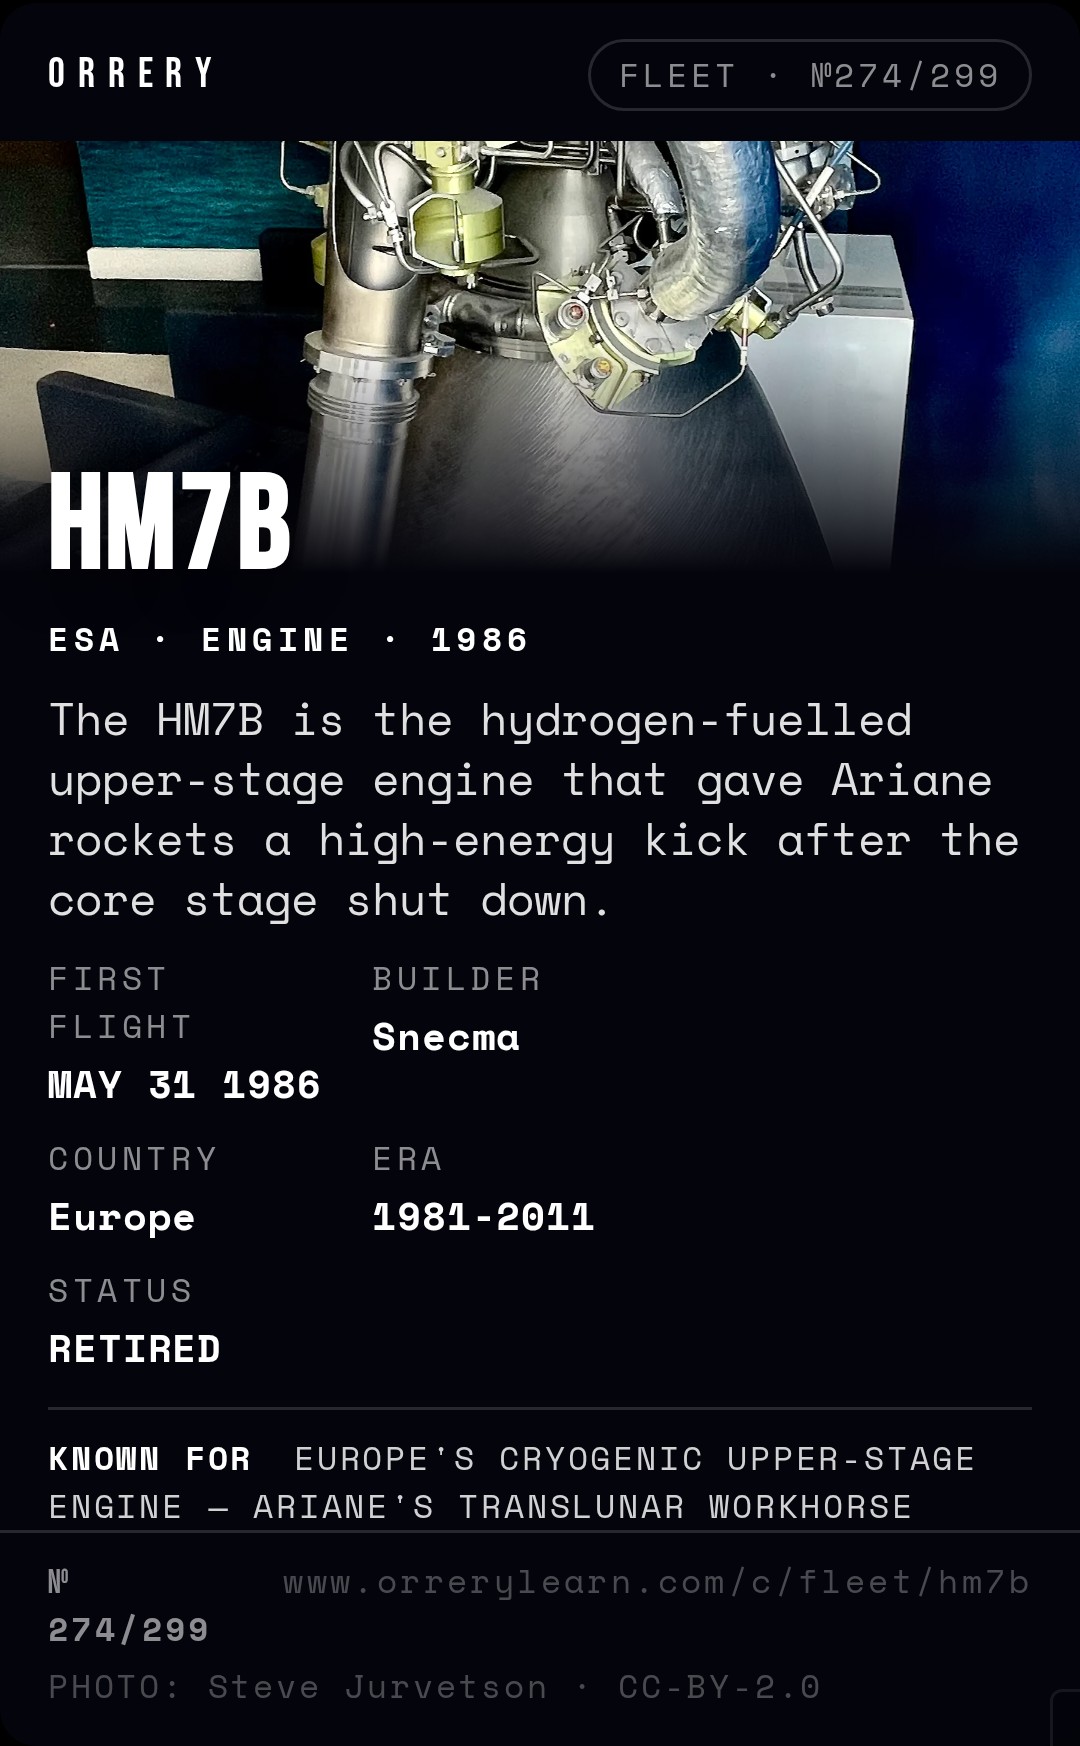 ORRERY
FLEET · №274/299
HM7B
ESA · ENGINE · 1986
The HM7B is the hydrogen-fuelled
upper-stage engine that gave Ariane
rockets a high-energy kick after the
core stage shut down.
FIRST
FLIGHT
MAY 31 1986
BUILDER
Snecma
COUNTRY
Europe
ERA
1981-2011
STATUS
RETIRED
KNOWN FOR EUROPE'S CRYOGENIC UPPER-STAGE
ENGINE — ARIANE'S TRANSLUNAR WORKHORSE
№
274/299
www.orrerylearn.com/c/fleet/hm7b
PHOTO: Steve Jurvetson · CC-BY-2.0